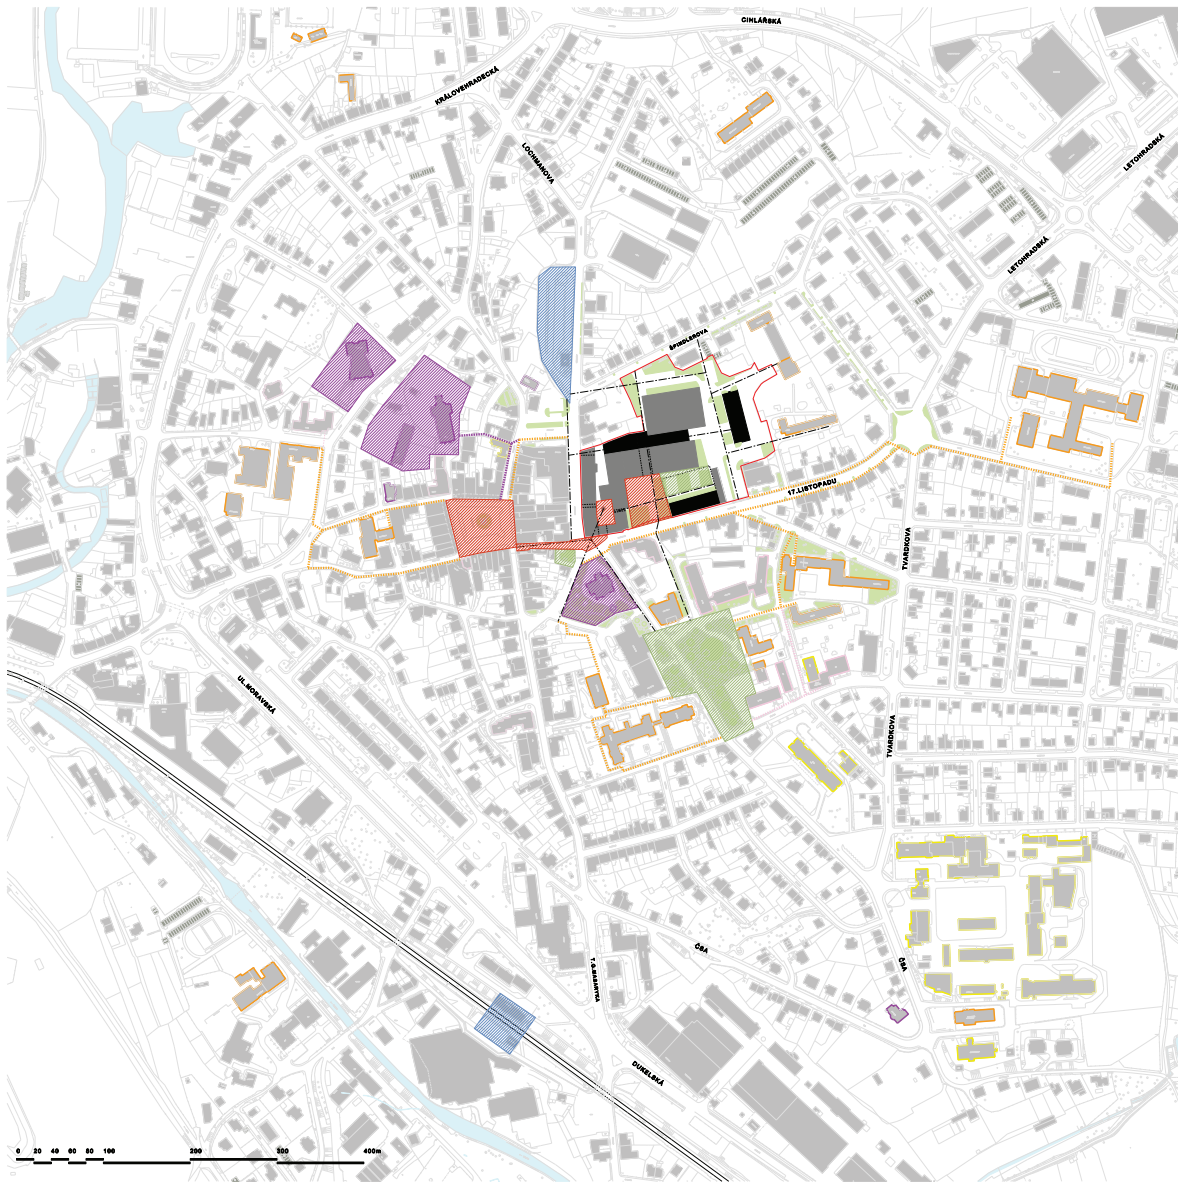 CIHLÁŘSKÁ
KRÁLOVEHRADECKÁ
LOCHMANOVA
LETOHRADSKÁ
LETOHRADSKÁ
ŠPINDLEROVA
17.LISTOPADU
TVARDKOVA
UL.MORAVSKÁ
TVARDKOVA
ČSA
ČSA
T.G.MASARYKA
DUKELSKÁ
0 20 40 60 80 100 200 300 400m